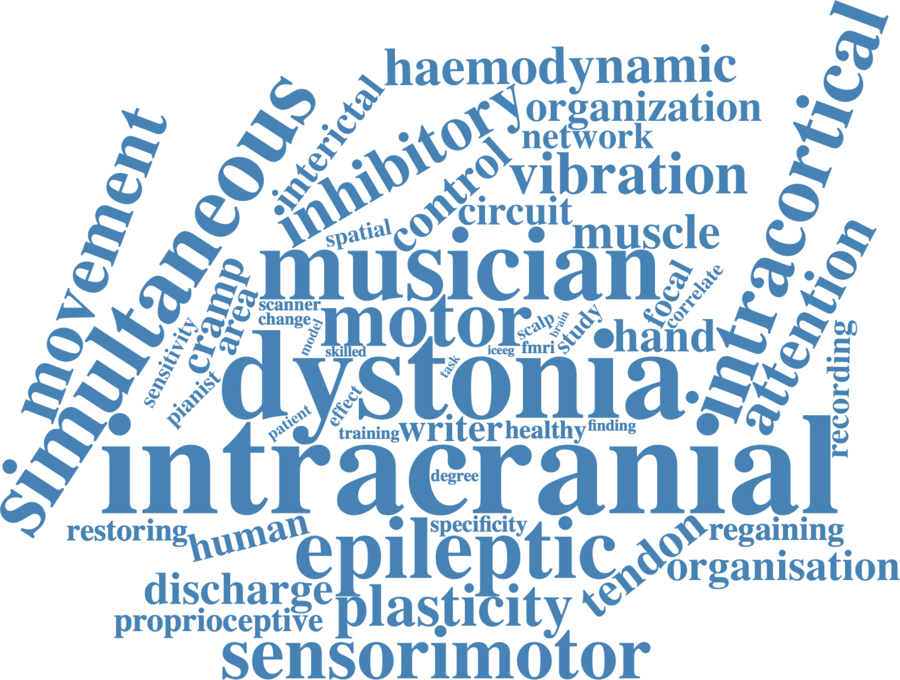 haemodynamic
intracortical
interictal
inhibitory
organization
network
movement
simultaneous
control
vibration
circuit
spatial
muscle
musician
cramp
area
scanner
change
model
motor
skilled
scalp
brain
study
focal
correlate
hand
attention
sensitivity
pianist
iceeg
fmri
task
dystonia
recording
patient
effect
training
writer
healthy
finding
intracranial
degree
restoring
human
specificity
epileptic
tendon
regaining
organisation
discharge
plasticity
proprioceptive
sensorimotor